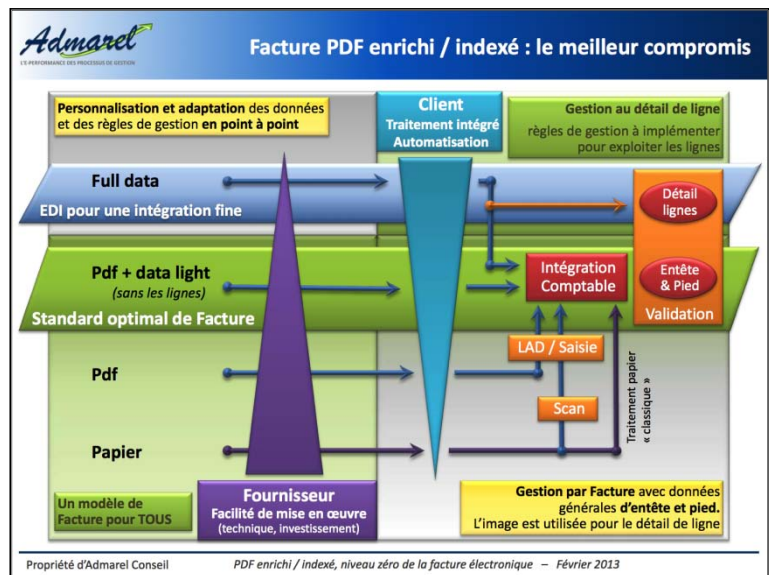 Admarel
L'E-PERFORMANCE DES PROCESSUS DE GESTION
Facture PDF enrichi / indexé : le meilleur compromis
Personnalisation et adaptation des données
et des règles de gestion en point à point
Client
Traitement intégré
Automatisation
Gestion au détail de ligne
règles de gestion à implémenter
pour exploiter les lignes
Full data
EDI pour une intégration fine
Détail
lignes
Pdf + data light
(sans les lignes)
Standard optimal de Facture
Intégration
Comptable
Entête
& Pied
Validation
LAD / Saisie
Pdf
Scan
Traitement papier
« classique »
Papier
Un modèle de
Facture pour TOUS
Fournisseur
Facilité de mise en œuvre
(technique, investissement)
Gestion par Facture avec données
générales d'entête et pied.
L'image est utilisée pour le détail de ligne
Propriété d'Admarel Conseil
PDF enrichi / indexé, niveau zéro de la facture électronique – Février 2013